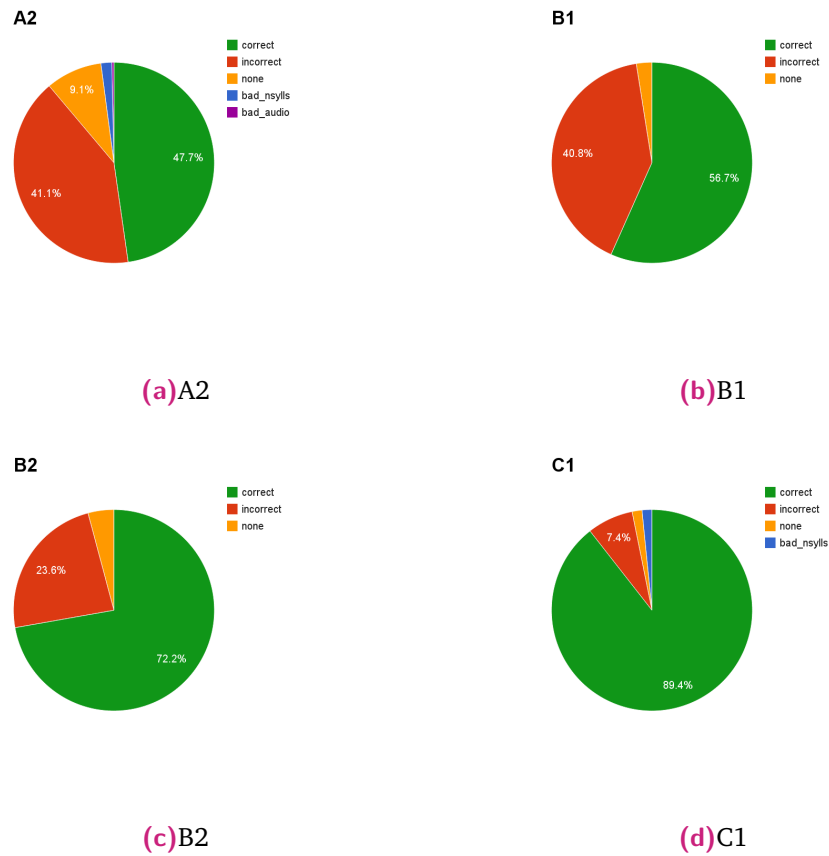 A2
correct
incorrect
none
bad_nsylls
bad_audio
9.1%
47.7%
41.1%
(a)A2
B1
correct
incorrect
none
40.8%
56.7%
(b)B1
B2
correct
incorrect
none
23.6%
72.2%
(c)B2
C1
correct
incorrect
none
bad_nsylls
7.4%
89.4%
(d)C1